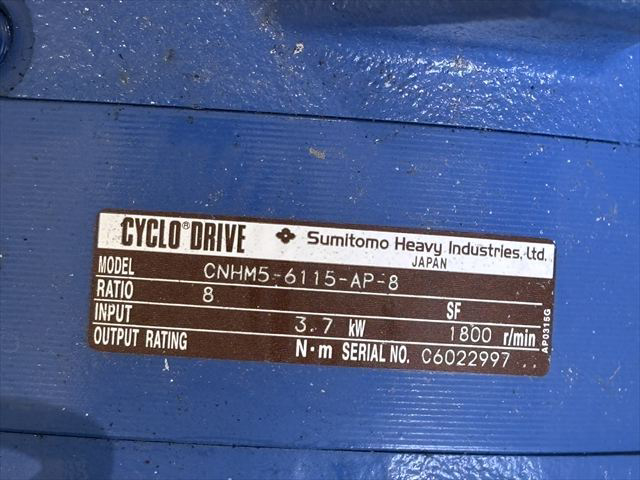 CYCLO® DRIVE Sumitomo Heavy Industries, Ltd.
JAPAN
MODEL CNHM5-6115-AP-8
RATIO 8 SF
INPUT 3.7 kW 1800 r/min
OUTPUT RATING N·m SERIAL NO. C6022997
AP0315G